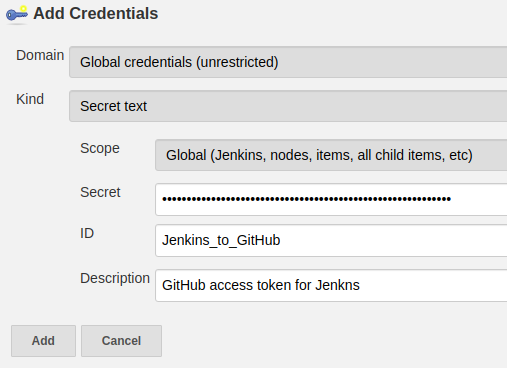 Add Credentials
Domain Global credentials (unrestricted)
Kind Secret text
Scope Global (Jenkins, nodes, items, all child items, etc)
Secret
ID Jenkins_to_GitHub
Description GitHub access token for Jenkns
Add Cancel